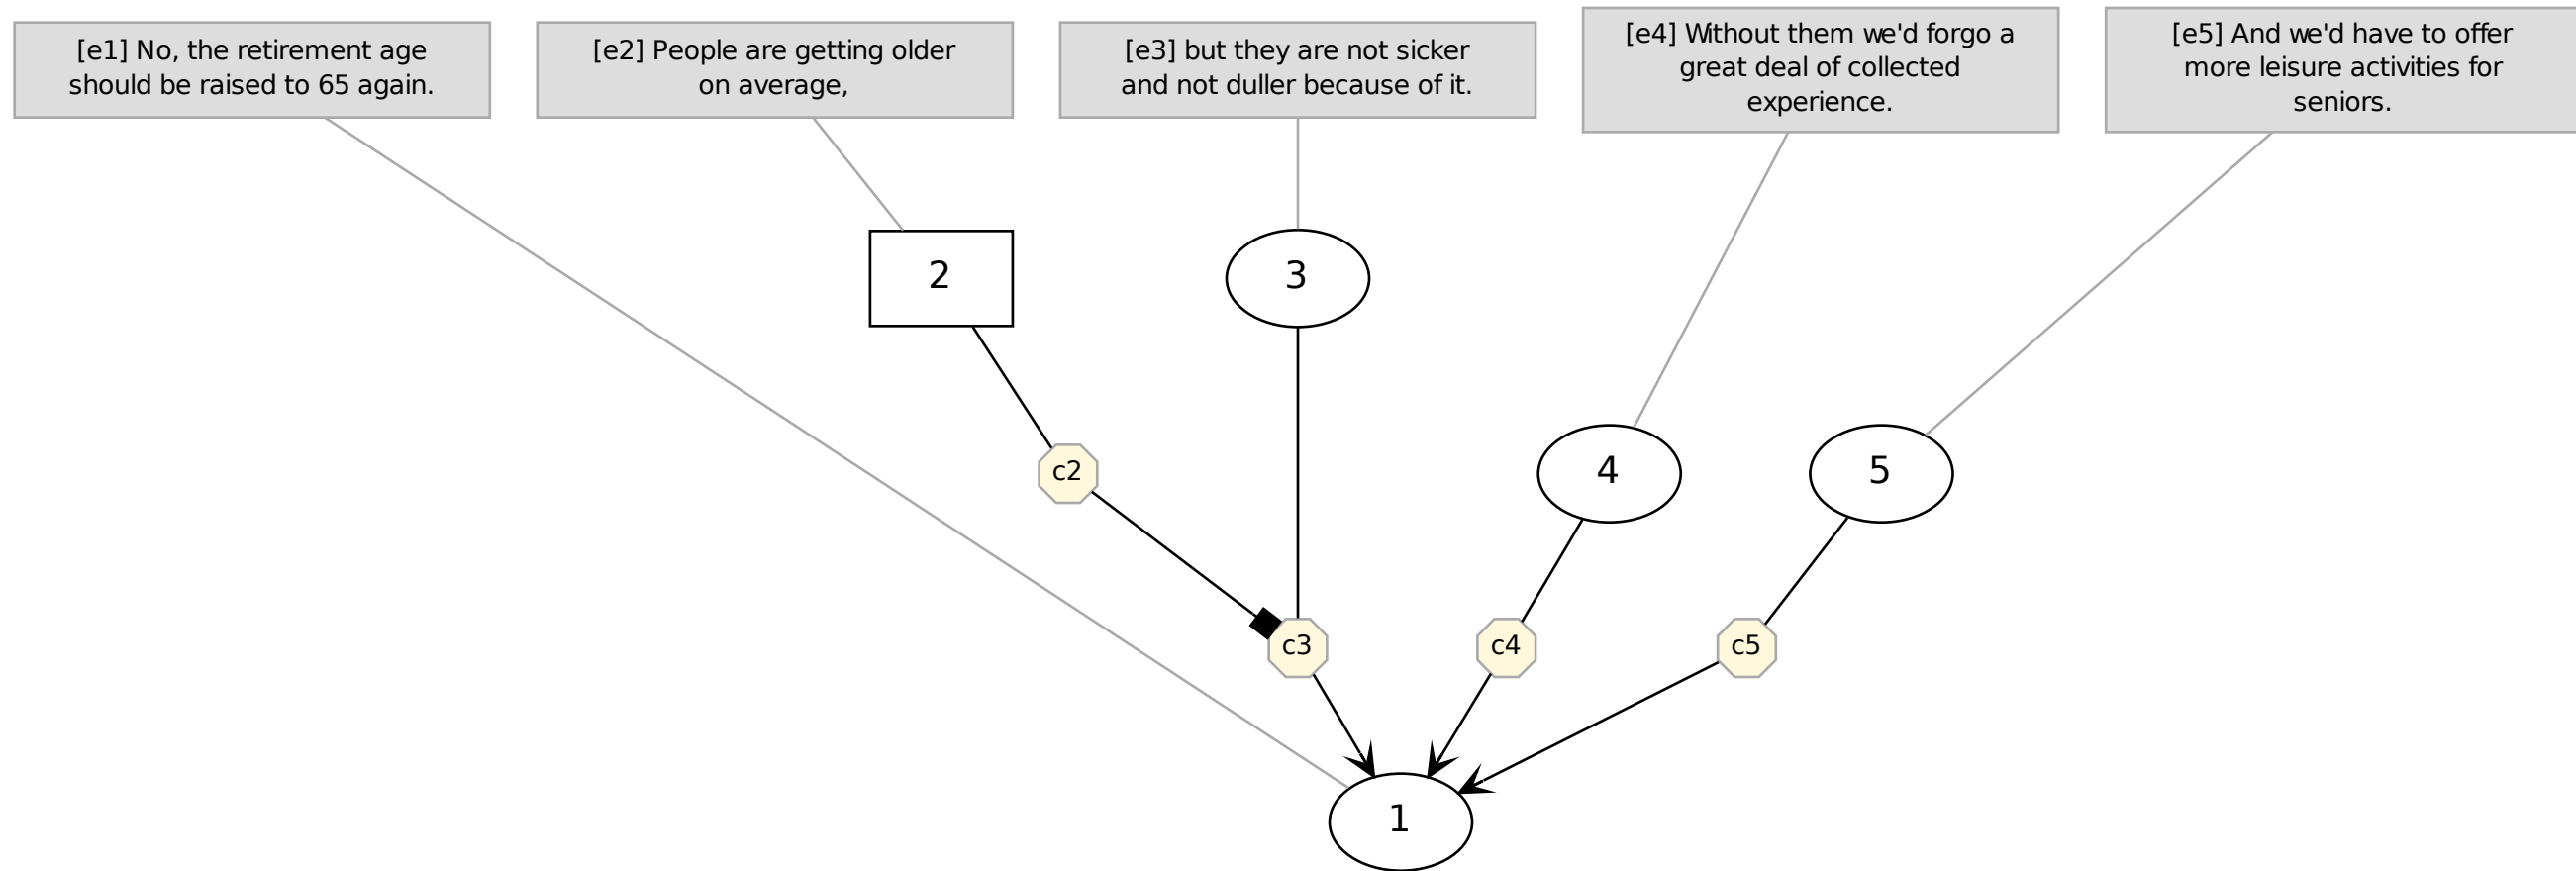 [e1] No, the retirement age
should be raised to 65 again.
[e2] People are getting older
on average,
[e3] but they are not sicker
and not duller because of it.
[e4] Without them we'd forgo a
great deal of collected
experience.
[e5] And we'd have to offer
more leisure activities for
seniors.
2
3
c2
4
5
c3
c4
c5
1